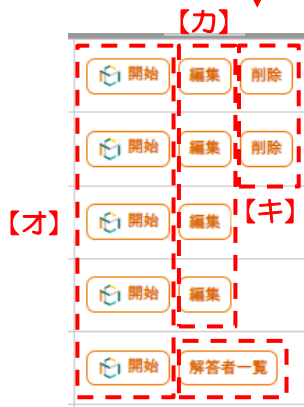 【カ】
開始 編集 削除
開始 編集 削除
【オ】 開始 編集 【キ】
開始 編集
開始 解答者一覧